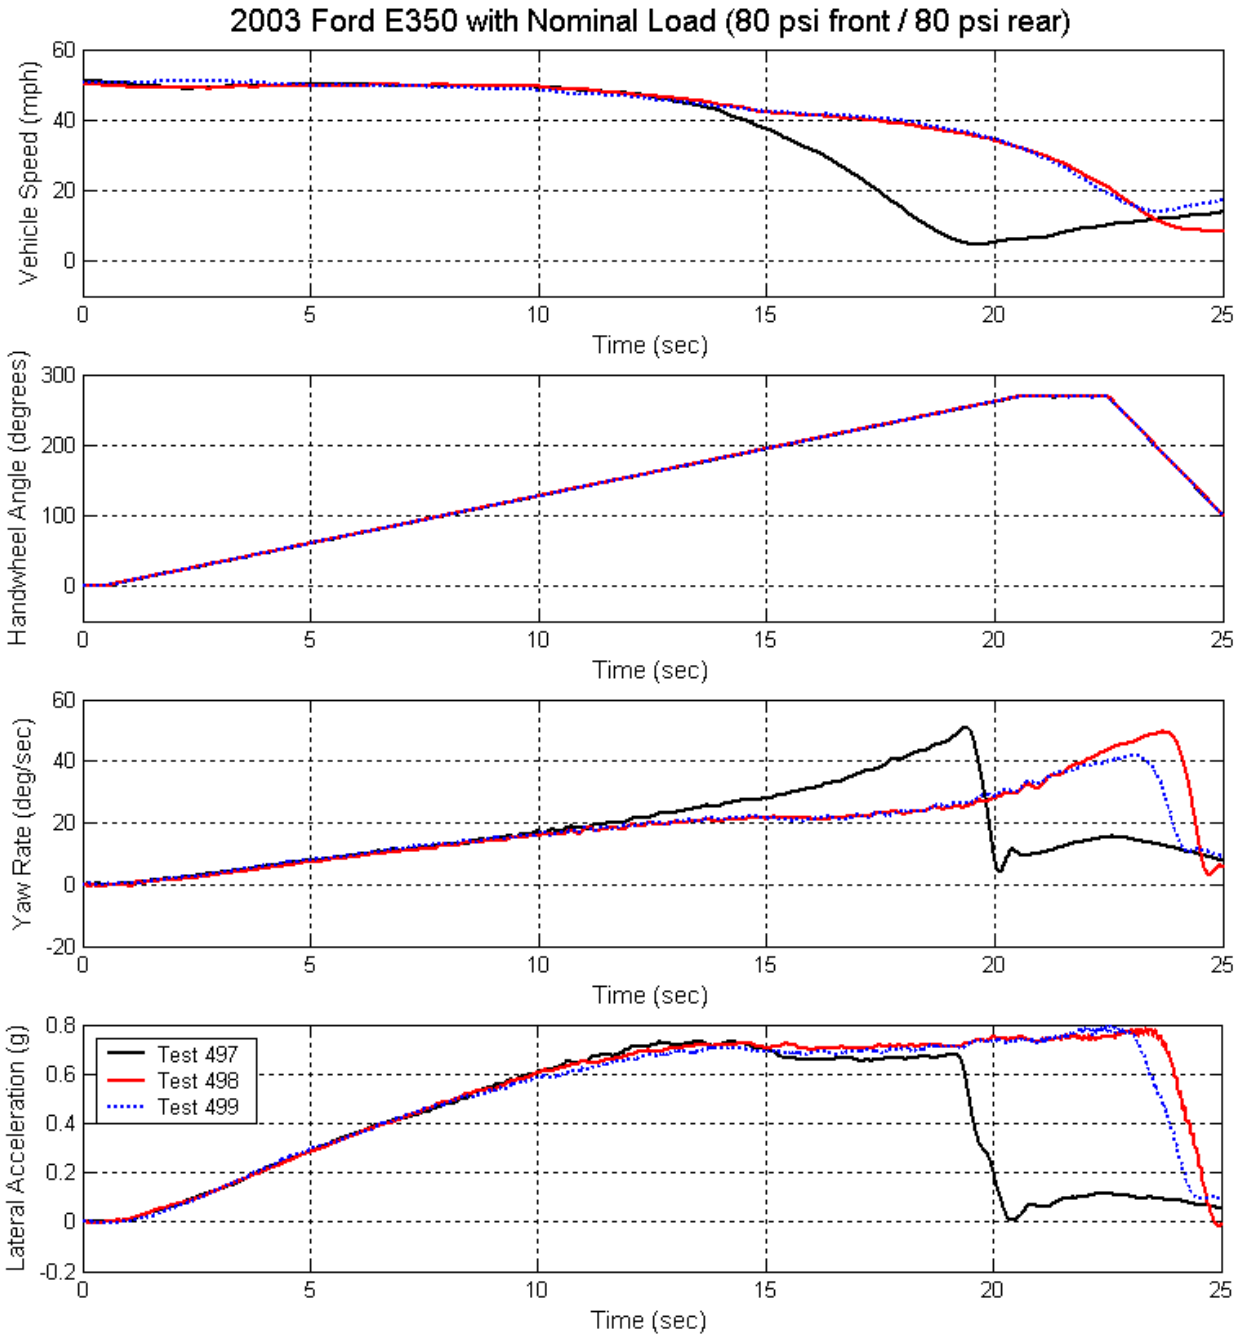 2003 Ford E350 with Nominal Load (80 psi front / 80 psi rear)
Vehicle Speed (mph)
60
40
20
0
0 5 10 15 20 25
Time (sec)
Handwheel Angle (degrees)
300
200
100
0
0 5 10 15 20 25
Time (sec)
Yaw Rate (deg/sec)
60
40
20
0
-20
0 5 10 15 20 25
Time (sec)
Lateral Acceleration (g)
0.8
0.6
0.4
0.2
0
-0.2
Test 497
Test 498
Test 499
0 5 10 15 20 25
Time (sec)